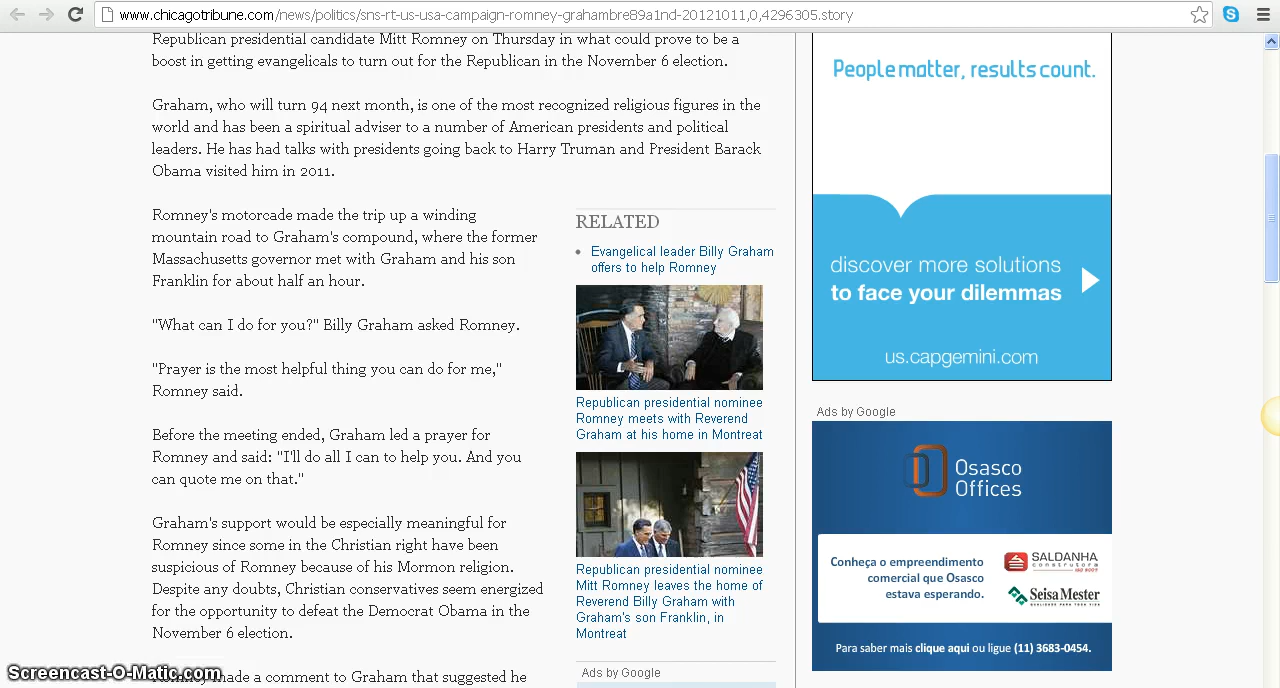 www.chicagotribune.com/news/politics/sns-rt-us-usa-campaign-romney-grahambre89a1nd-20121011,0,4296305.story
Republican presidential candidate Mitt Romney on Thursday in what could prove to be a
boost in getting evangelicals to turn out for the Republican in the November 6 election.
Graham, who will turn 94 next month, is one of the most recognized religious figures in the
world and has been a spiritual adviser to a number of American presidents and political
leaders. He has had talks with presidents going back to Harry Truman and President Barack
Obama visited him in 2011.
Romney's motorcade made the trip up a winding
mountain road to Graham's compound, where the former
Massachusetts governor met with Graham and his son
Franklin for about half an hour.
"What can I do for you?" Billy Graham asked Romney.
"Prayer is the most helpful thing you can do for me,"
Romney said.
Before the meeting ended, Graham led a prayer for
Romney and said: "I'll do all I can to help you. And you
can quote me on that."
Graham's support would be especially meaningful for
Romney since some in the Christian right have been
suspicious of Romney because of his Mormon religion.
Despite any doubts, Christian conservatives seem energized
for the opportunity to defeat Democrat Obama in the
November 6 election.
made a comment to Graham that suggested he
RELATED
Evangelical leader Billy Graham
offers to help Romney
Republican presidential nominee
Romney meets with Reverend
Graham at his home in Montreat
Republican presidential nominee
Mitt Romney leaves the home of
Reverend Billy Graham with
Graham's son Franklin, in
Montreat
Ads by Google
People matter, results count.
discover more solutions
to face your dilemmas
us.capgemini.com
Ads by Google
Osasco
Offices
Conheça o empreendimento
comercial que Osasco
estava esperando.
SALDANHA
construtora
ISO 9001
Seisa Mester
QUALIDADE PARA TODA VIDA
Para saber mais clique aqui ou ligue (11) 3683-0454.
Screencast-O-Matic.com